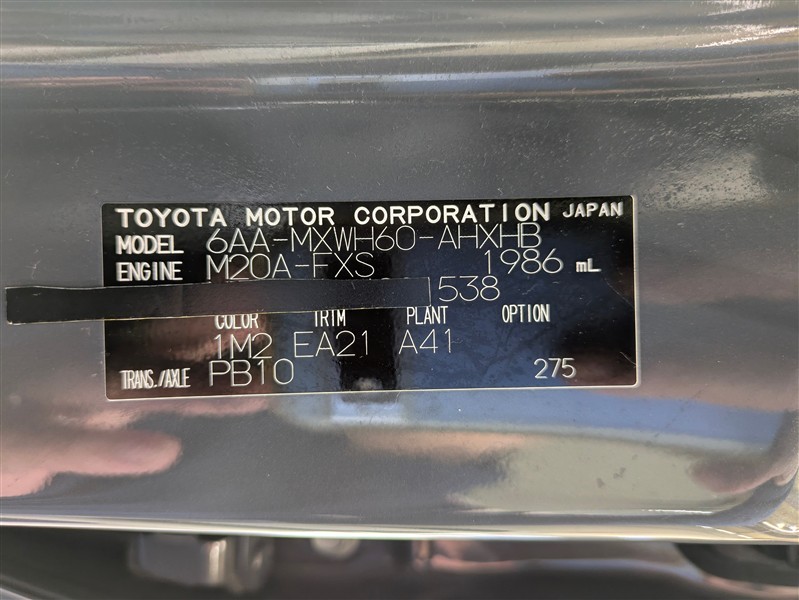 TOYOTA MOTOR CORPORATION JAPAN
MODEL 6AA-MXWH60-AHXHB
ENGINE M20A-FXS 1986 mL
538
COLOR TRIM PLANT OPTION
1M2 EA21 A41
TRANS./AXLE PB10 275